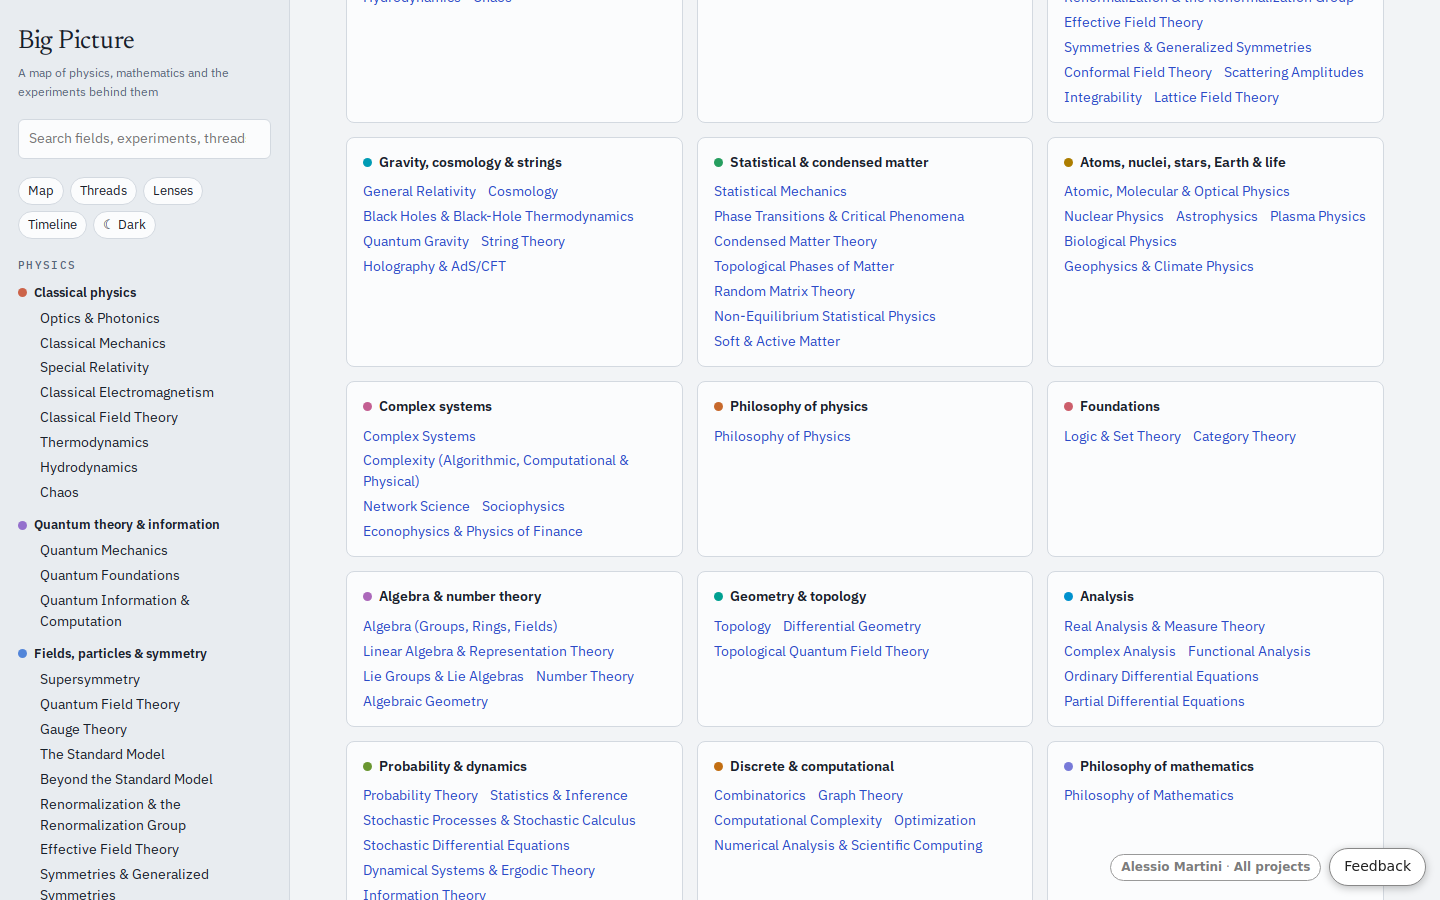 Big Picture
A map of physics, mathematics and the
experiments behind them
Search fields, experiments, thread
Map Threads Lenses
Timeline ☾ Dark
PHYSICS
Classical physics
Optics & Photonics
Classical Mechanics
Special Relativity
Classical Electromagnetism
Classical Field Theory
Thermodynamics
Hydrodynamics
Chaos
Quantum theory & information
Quantum Mechanics
Quantum Foundations
Quantum Information &
Computation
Fields, particles & symmetry
Supersymmetry
Quantum Field Theory
Gauge Theory
The Standard Model
Beyond the Standard Model
Renormalization & the
Renormalization Group
Effective Field Theory
Symmetries & Generalized
Symmetries
Hydrodynamics Chaos
Renormalization & the Renormalization Group
Effective Field Theory
Symmetries & Generalized Symmetries
Conformal Field Theory Scattering Amplitudes
Integrability Lattice Field Theory
Gravity, cosmology & strings
General Relativity Cosmology
Black Holes & Black-Hole Thermodynamics
Quantum Gravity String Theory
Holography & AdS/CFT
Statistical & condensed matter
Statistical Mechanics
Phase Transitions & Critical Phenomena
Condensed Matter Theory
Topological Phases of Matter
Random Matrix Theory
Non-Equilibrium Statistical Physics
Soft & Active Matter
Atoms, nuclei, stars, Earth & life
Atomic, Molecular & Optical Physics
Nuclear Physics Astrophysics Plasma Physics
Biological Physics
Geophysics & Climate Physics
Complex systems
Complex Systems
Complexity (Algorithmic, Computational &
Physical)
Network Science Sociophysics
Econophysics & Physics of Finance
Philosophy of physics
Philosophy of Physics
Foundations
Logic & Set Theory Category Theory
Algebra & number theory
Algebra (Groups, Rings, Fields)
Linear Algebra & Representation Theory
Lie Groups & Lie Algebras Number Theory
Algebraic Geometry
Geometry & topology
Topology Differential Geometry
Topological Quantum Field Theory
Analysis
Real Analysis & Measure Theory
Complex Analysis Functional Analysis
Ordinary Differential Equations
Partial Differential Equations
Probability & dynamics
Probability Theory Statistics & Inference
Stochastic Processes & Stochastic Calculus
Stochastic Differential Equations
Dynamical Systems & Ergodic Theory
Information Theory
Discrete & computational
Combinatorics Graph Theory
Computational Complexity Optimization
Numerical Analysis & Scientific Computing
Philosophy of mathematics
Philosophy of Mathematics
Alessio Martini · All projects
Feedback